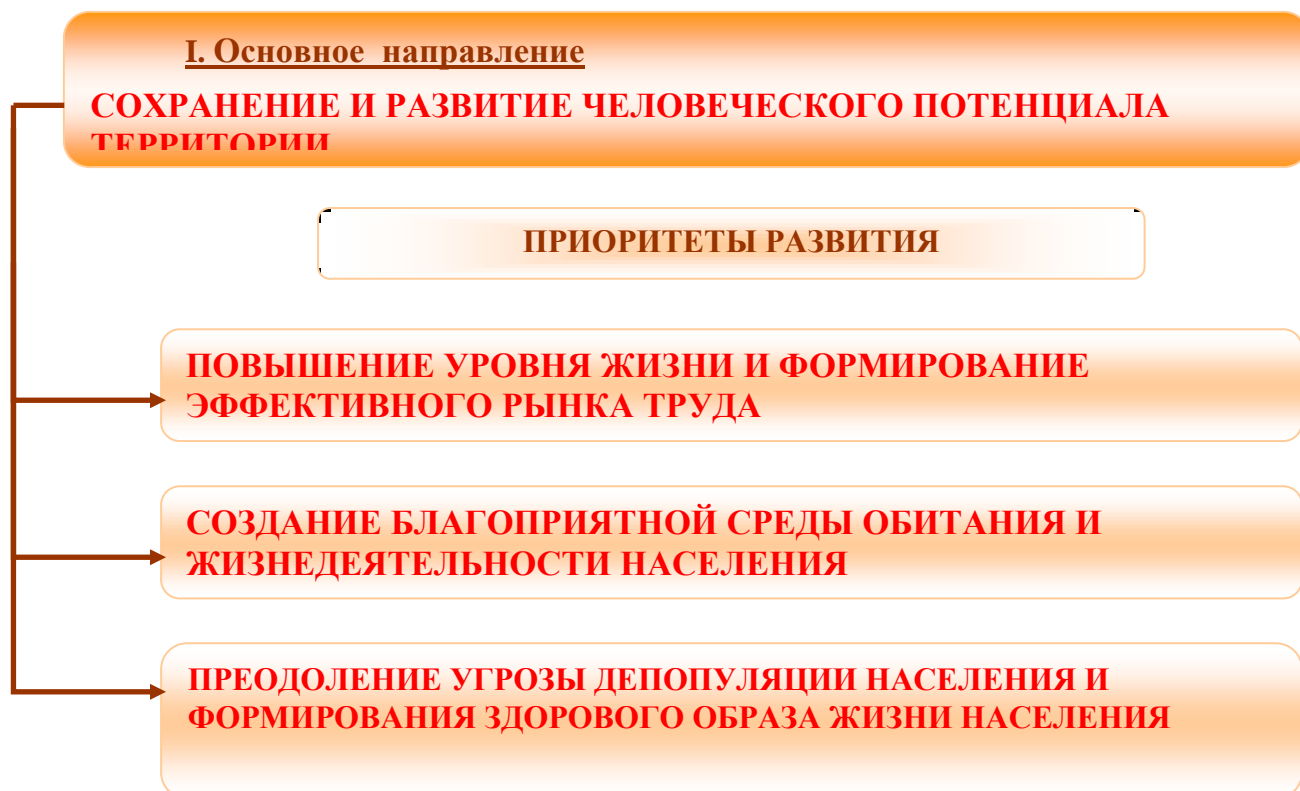 I. Основное направление
СОХРАНЕНИЕ И РАЗВИТИЕ ЧЕЛОВЕЧЕСКОГО ПОТЕНЦИАЛА
ТЕРРИТОРИИ
ПРИОРИТЕТЫ РАЗВИТИЯ
ПОВЫШЕНИЕ УРОВНЯ ЖИЗНИ И ФОРМИРОВАНИЕ
ЭФФЕКТИВНОГО РЫНКА ТРУДА
СОЗДАНИЕ БЛАГОПРИЯТНОЙ СРЕДЫ ОБИТАНИЯ И
ЖИЗНЕДЕЯТЕЛЬНОСТИ НАСЕЛЕНИЯ
ПРЕОДОЛЕНИЕ УГРОЗЫ ДЕПОПУЛЯЦИИ НАСЕЛЕНИЯ И
ФОРМИРОВАНИЯ ЗДОРОВОГО ОБРАЗА ЖИЗНИ НАСЕЛЕНИЯ